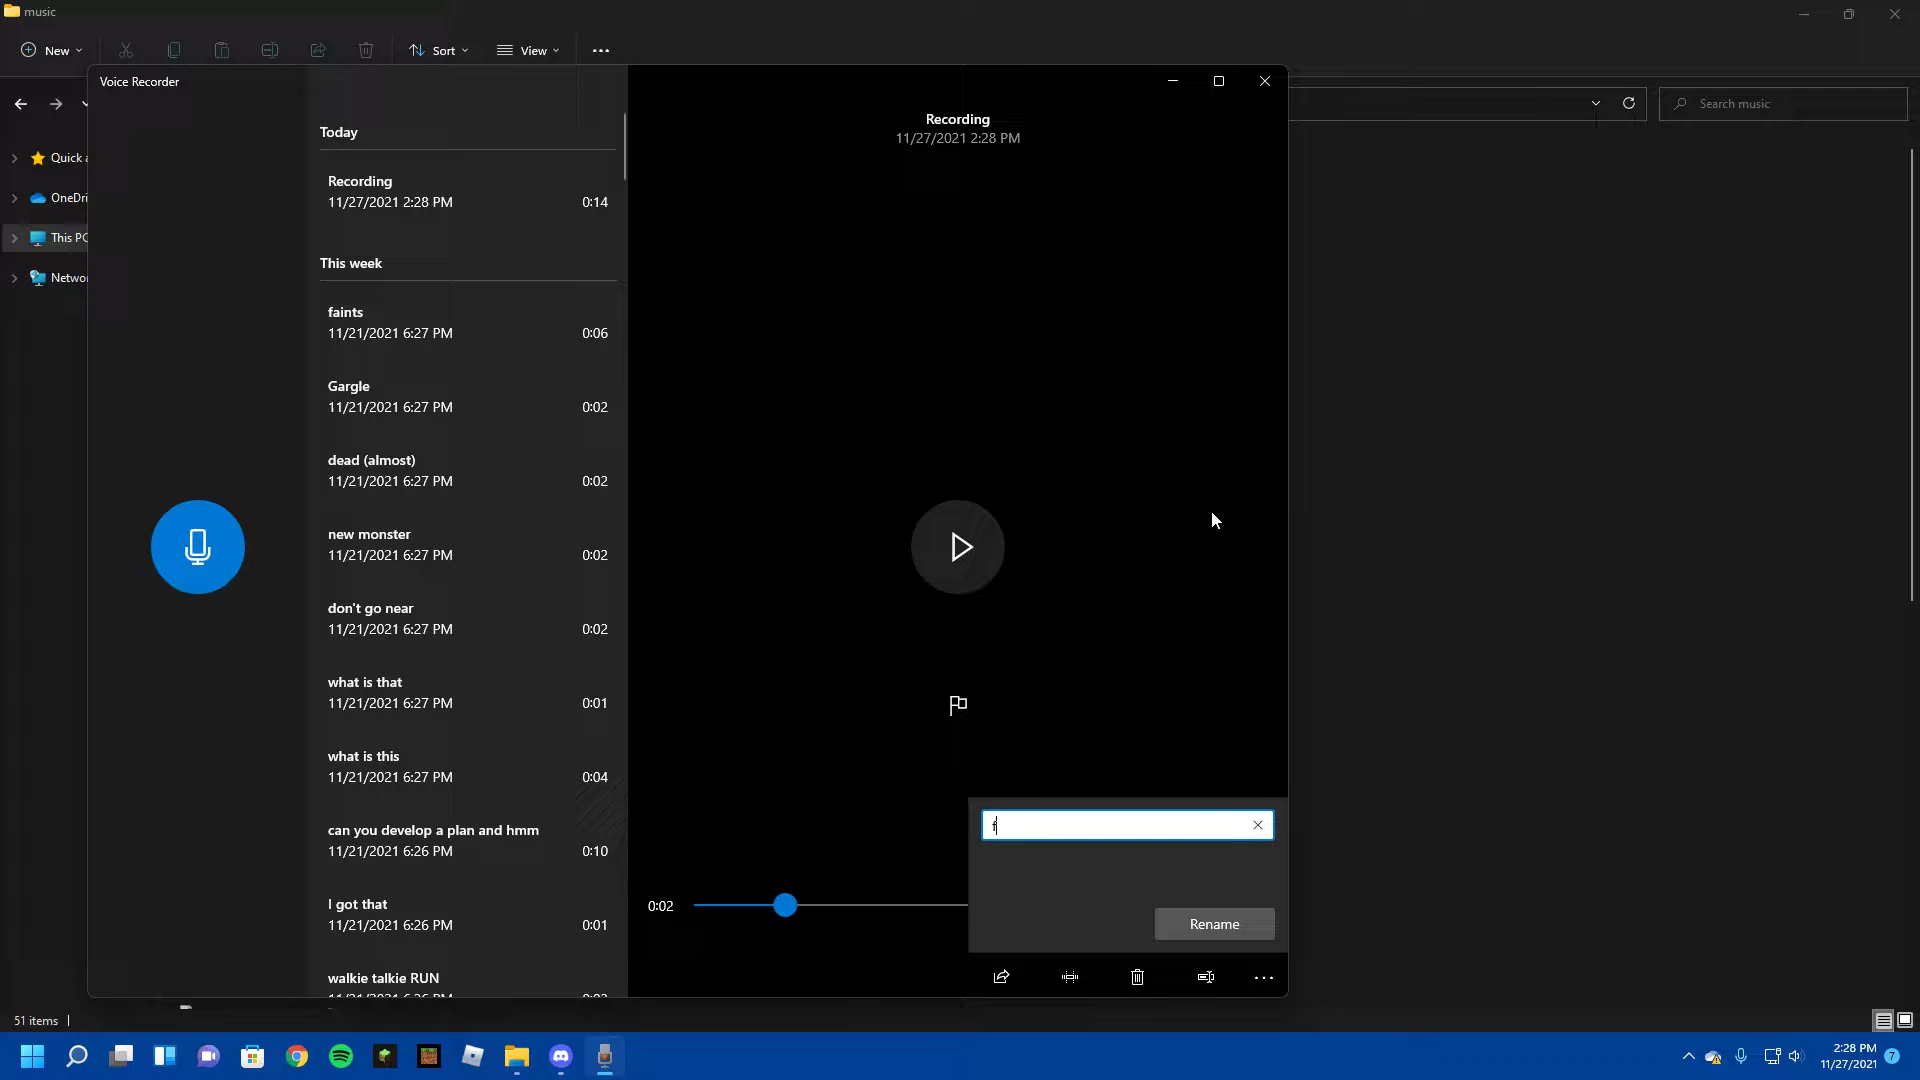 music
New
Sort
View
Search music
Quick a
OneDri
This PC
Netwo
Voice Recorder
Today
Recording
11/27/2021 2:28 PM
0:14
This week
faints
11/21/2021 6:27 PM
0:06
Gargle
11/21/2021 6:27 PM
0:02
dead (almost)
11/21/2021 6:27 PM
0:02
new monster
11/21/2021 6:27 PM
0:02
don't go near
11/21/2021 6:27 PM
0:02
what is that
11/21/2021 6:27 PM
0:01
what is this
11/21/2021 6:27 PM
0:04
can you develop a plan and hmm
11/21/2021 6:26 PM
0:10
I got that
11/21/2021 6:26 PM
0:01
walkie talkie RUN
Recording
11/27/2021 2:28 PM
f
0:02
Rename
51 items
2:28 PM
11/27/2021
7